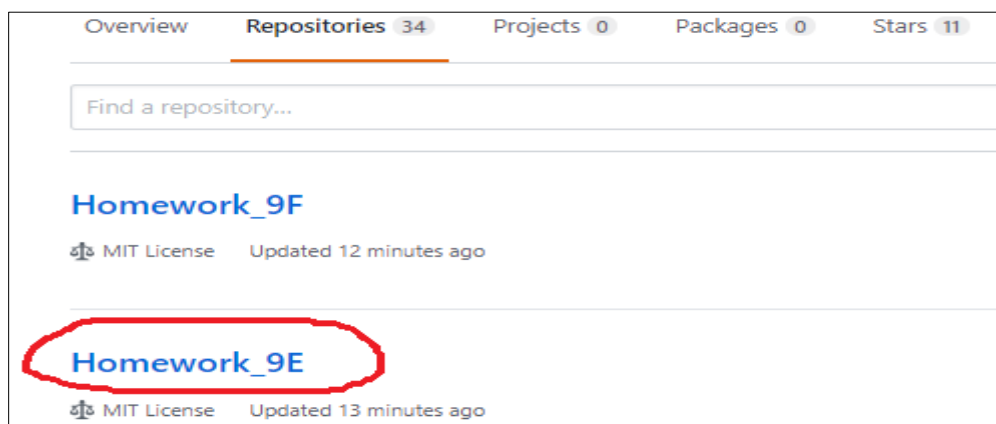 Overview Repositories 34 Projects 0 Packages 0 Stars 11
Find a repository...
Homework_9F
MIT License Updated 12 minutes ago
Homework_9E
MIT License Updated 13 minutes ago